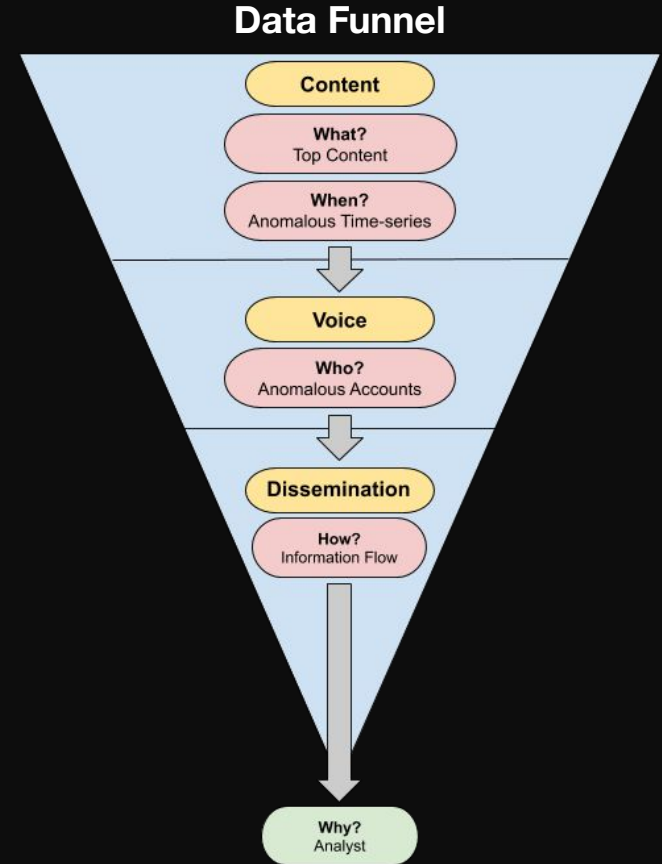 Data Funnel
Content
What?
Top Content
When?
Anomalous Time-series
Voice
Who?
Anomalous Accounts
Dissemination
How?
Information Flow
Why?
Analyst